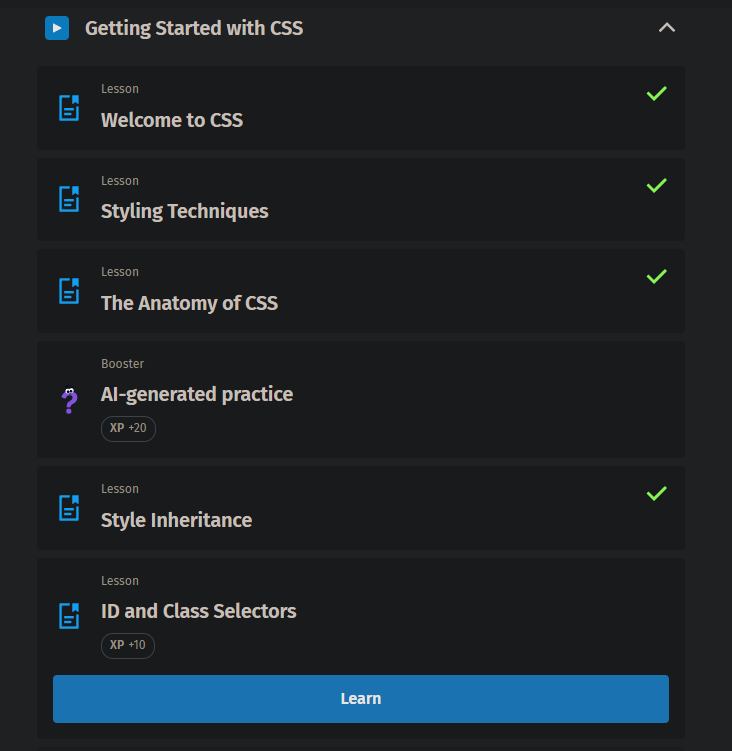 Getting Started with CSS
Lesson
Welcome to CSS
Lesson
Styling Techniques
Lesson
The Anatomy of CSS
Booster
AI-generated practice
XP +20
Lesson
Style Inheritance
Lesson
ID and Class Selectors
XP +10
Learn